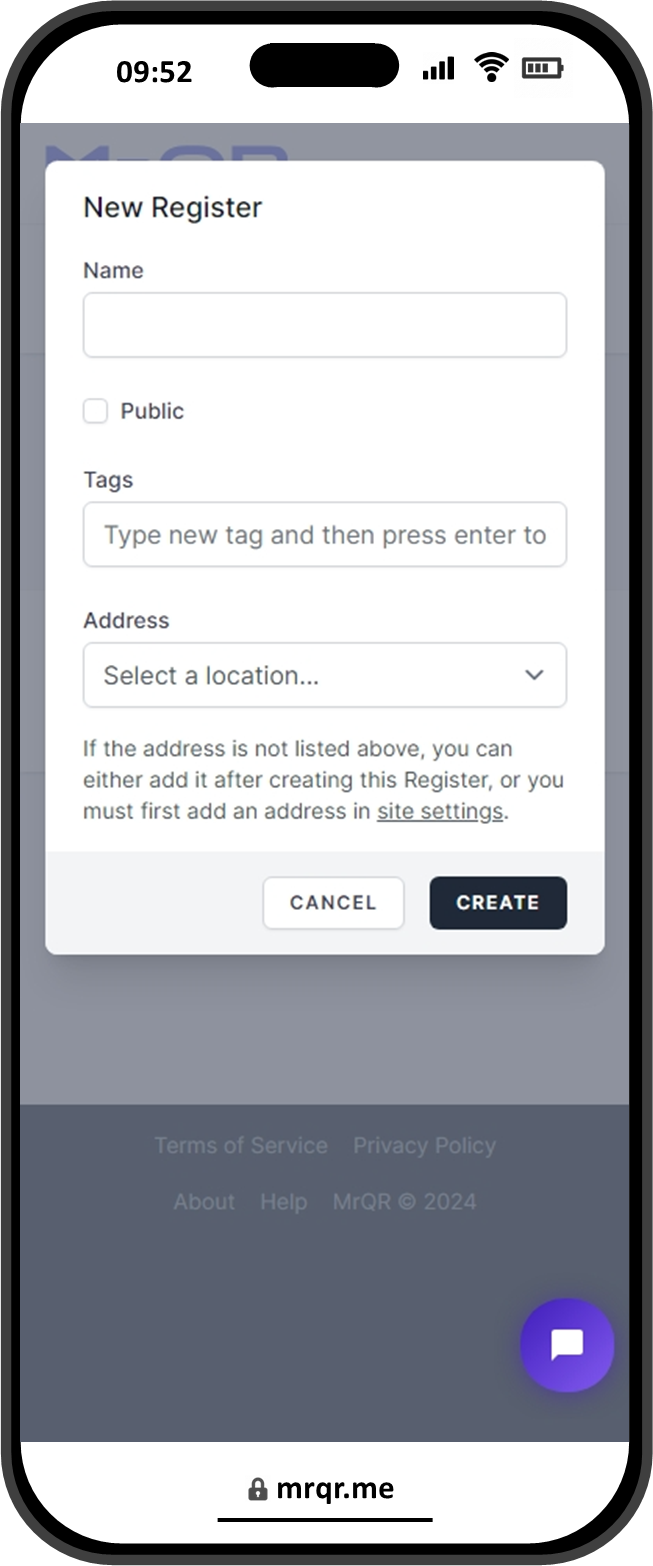 09:52
MrQR
New Register
Name
Public
Tags
Type new tag and then press enter to
Address
Select a location...
If the address is not listed above, you can
either add it after creating this Register, or you
must first add an address in site settings.
CANCEL CREATE
Terms of Service Privacy Policy
About Help MrQR © 2024
mrqr.me